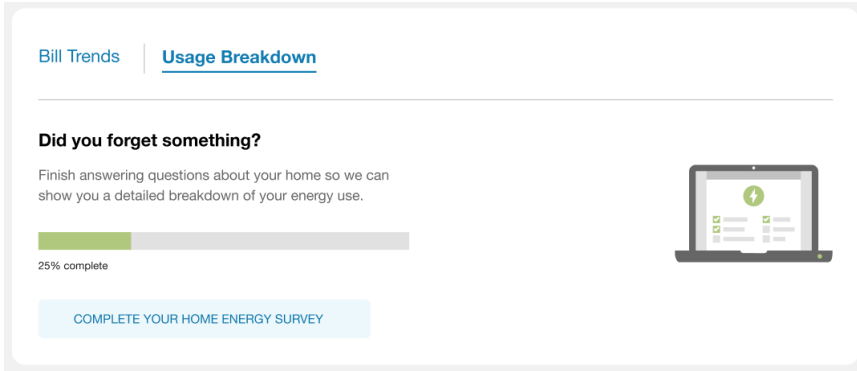 Bill Trends
Usage Breakdown
Did you forget something?
Finish answering questions about your home so we can
show you a detailed breakdown of your energy use.
25% complete
COMPLETE YOUR HOME ENERGY SURVEY